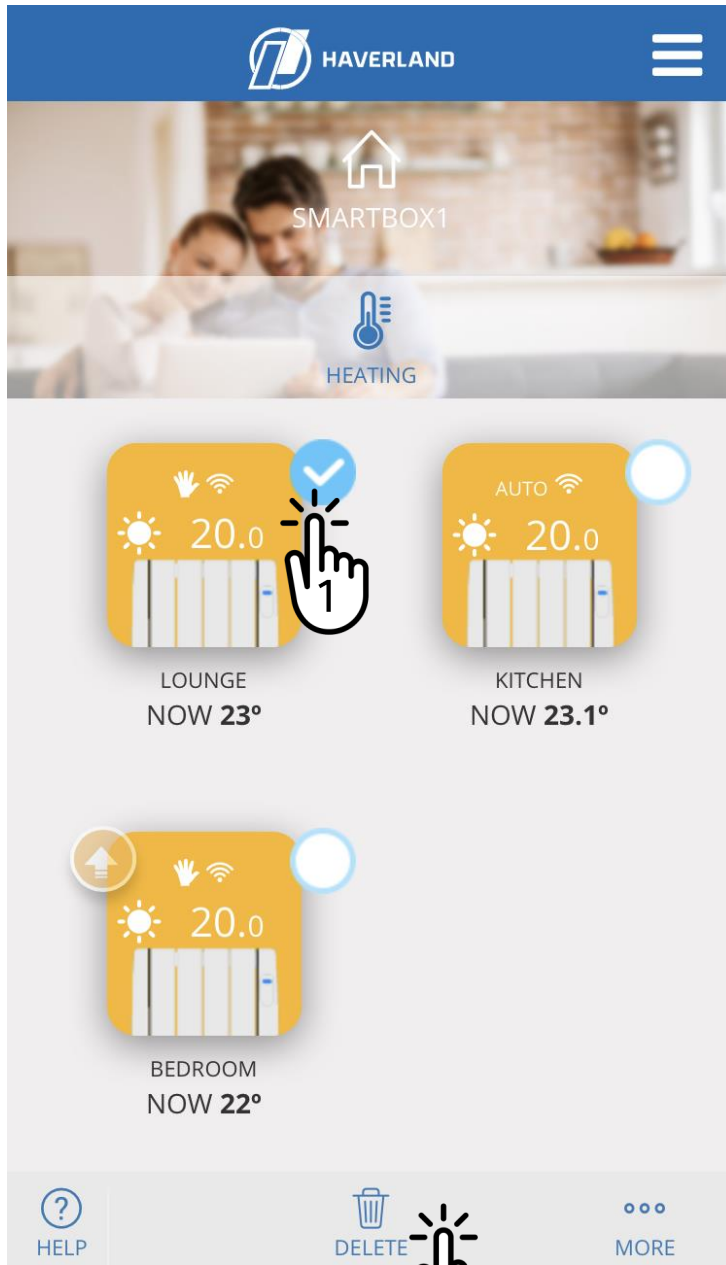 HAVERLAND
SMARTBOX1
HEATING
20.0
1
LOUNGE
NOW 23º
AUTO
20.0
KITCHEN
NOW 23.1º
20.0
BEDROOM
NOW 22º
?
HELP
DELETE
MORE